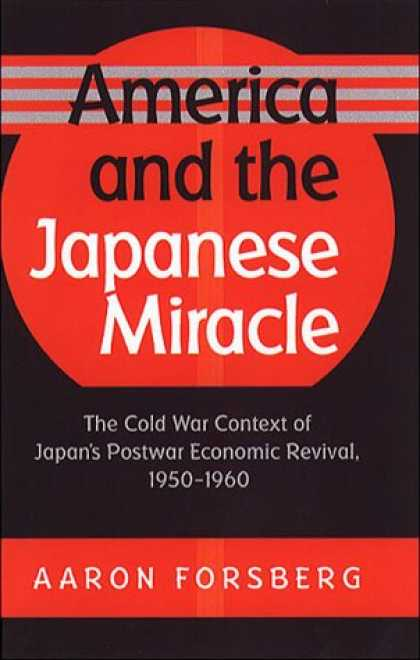 America
and the
Japanese
Miracle
The Cold War Context of
Japan's Postwar Economic Revival,
1950–1960
AARON FORSBERG